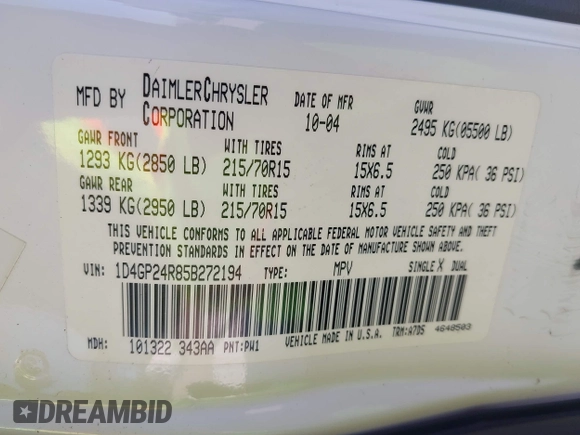 MFD BY DAIMLERCHRYSLER CORPORATION DATE OF MFR 10-04 GVWR 2495 KG(05500 LB)
GAWR FRONT WITH TIRES RIMS AT COLD
1293 KG(2850 LB) 215/70R15 15X6.5 250 KPA( 36 PSI)
GAWR REAR WITH TIRES RIMS AT COLD
1339 KG(2950 LB) 215/70R15 15X6.5 250 KPA( 36 PSI)
THIS VEHICLE CONFORMS TO ALL APPLICABLE FEDERAL MOTOR VEHICLE SAFETY AND THEFT
PREVENTION STANDARDS IN EFFECT ON THE DATE OF MANUFACTURE SHOWN ABOVE.
VIN: 1D4GP24R85B272194 TYPE: MPV SINGLE X DUAL
MDH: 101322 343AA PNT:PW1 VEHICLE MADE IN U.S.A. TRM:A7D5 4648503
DREAMBID